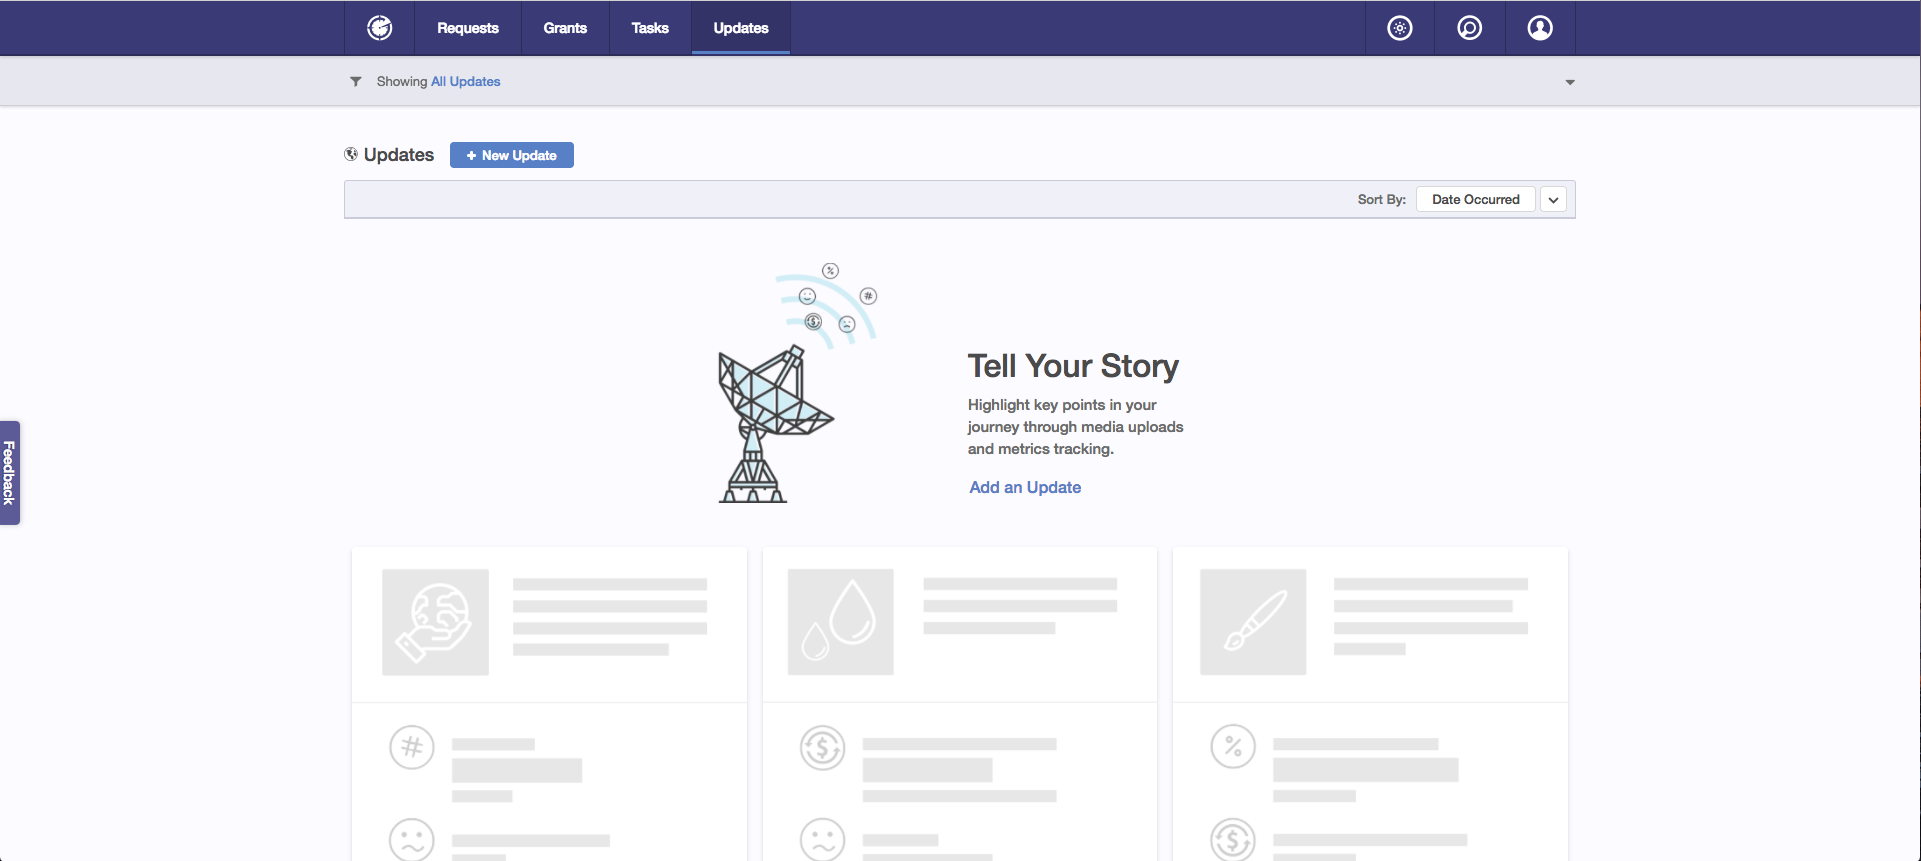 Requests Grants Tasks Updates
Showing All Updates
Updates + New Update
Sort By: Date Occurred
%
#
$
Tell Your Story
Highlight key points in your
journey through media uploads
and metrics tracking.
Add an Update
Feedback
# $ %
$